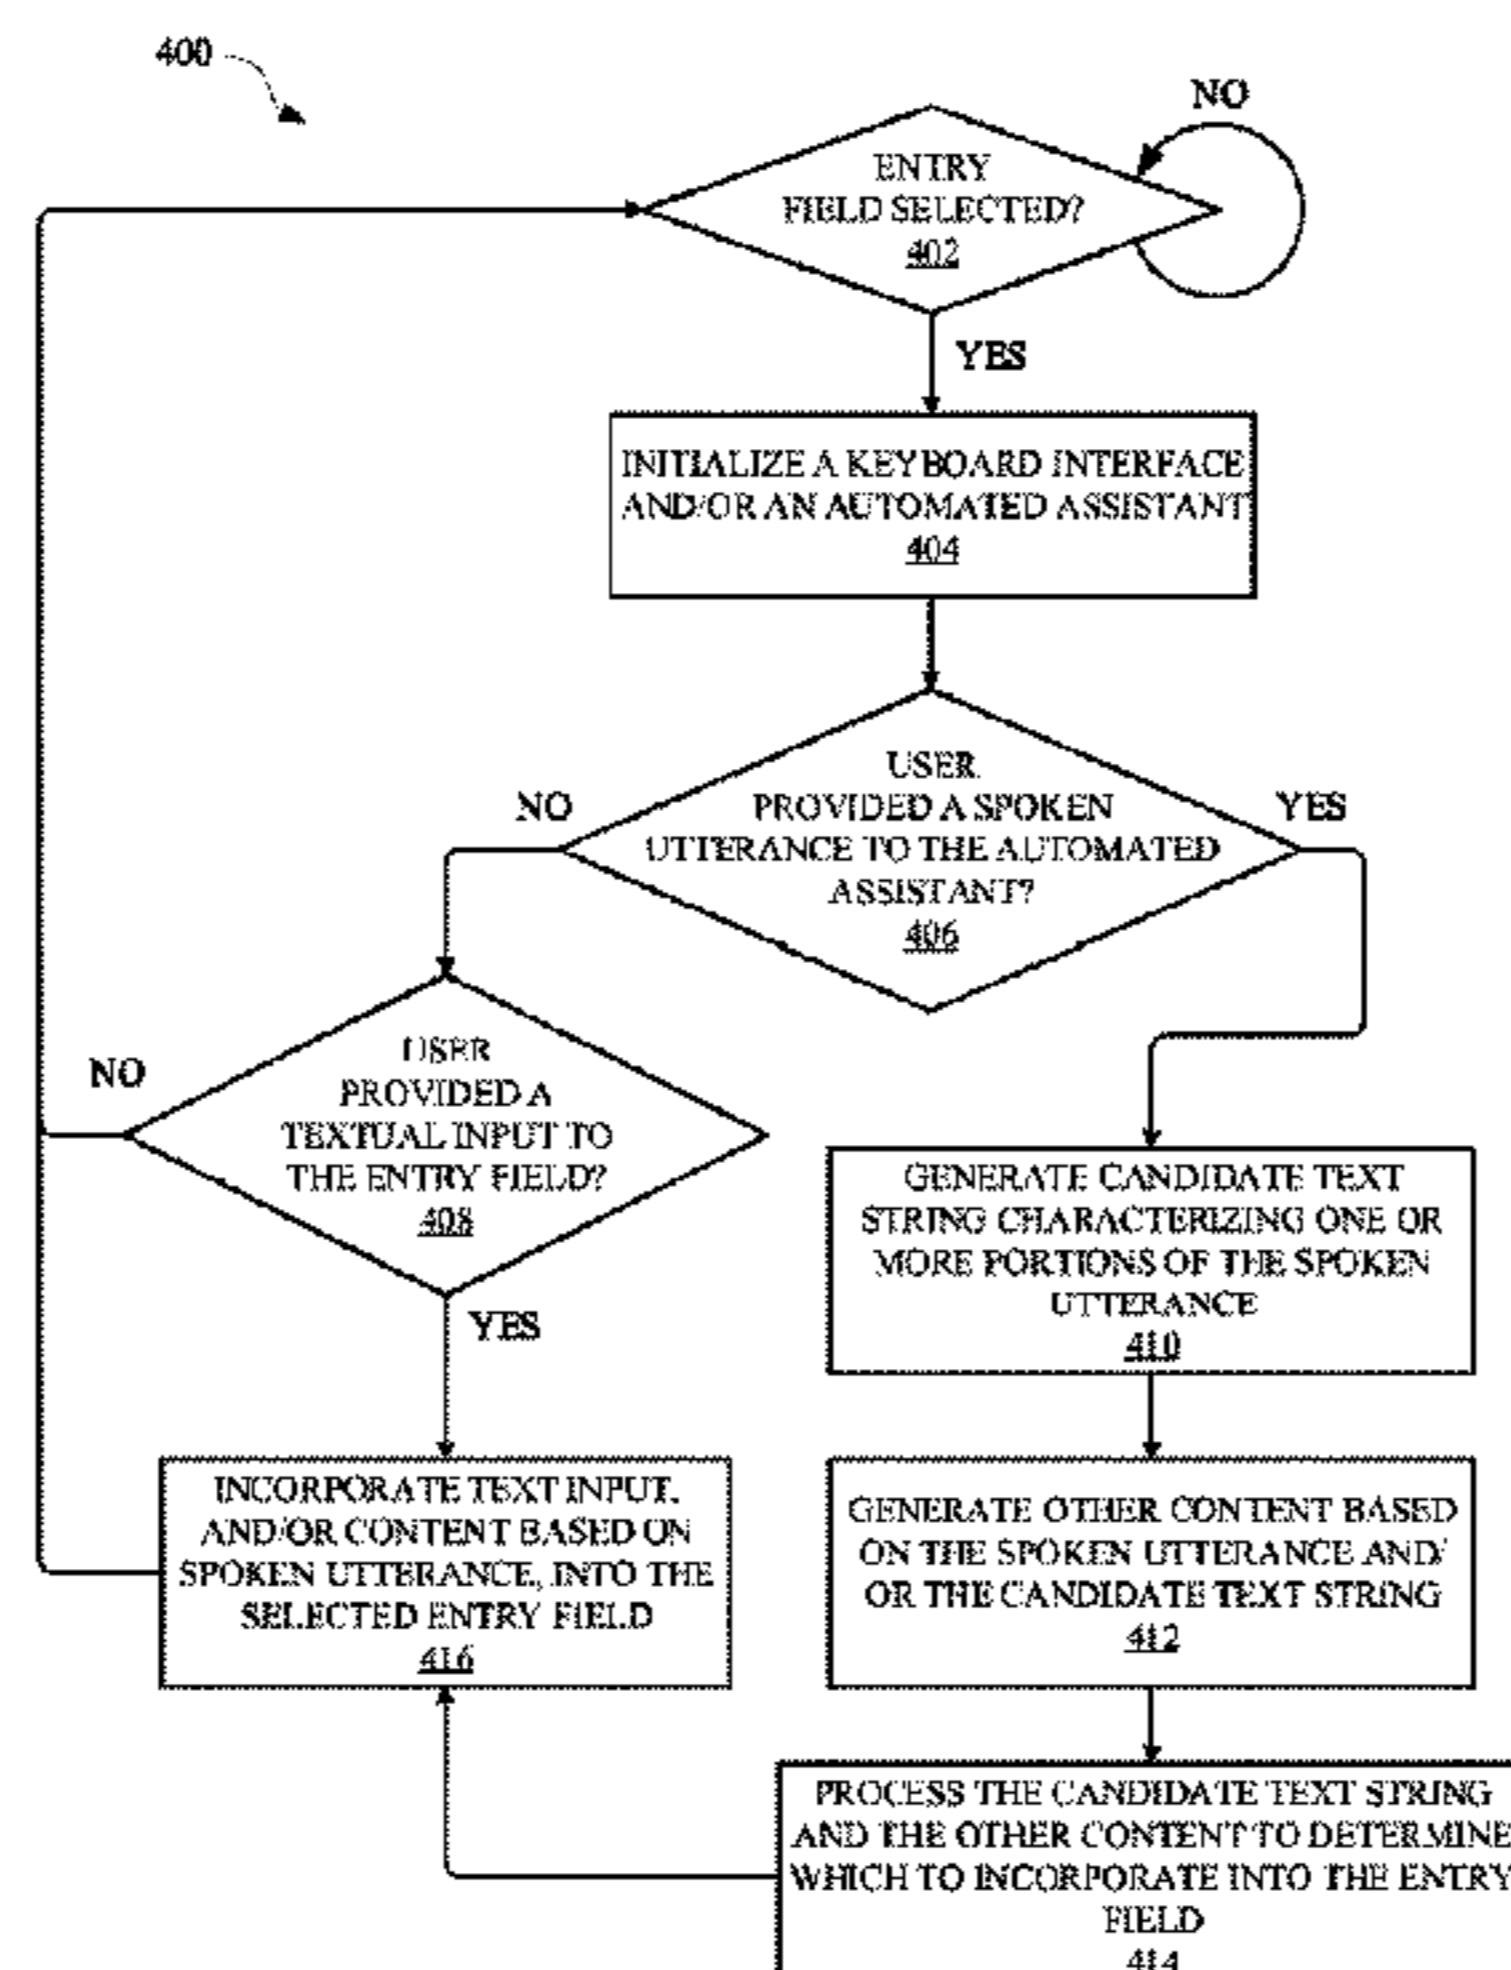 400
NO
ENTRY
FIELD SELECTED?
402
YES
INITIALIZE A KEYBOARD INTERFACE
AND/OR AN AUTOMATED ASSISTANT
404
USER
PROVIDED A SPOKEN
UTTERANCE TO THE AUTOMATED
ASSISTANT?
406
NO
YES
USER
PROVIDED A
TEXTUAL INPUT TO
THE ENTRY FIELD?
408
NO
YES
GENERATE CANDIDATE TEXT
STRING CHARACTERIZING ONE OR
MORE PORTIONS OF THE SPOKEN
UTTERANCE
410
INCORPORATE TEXT INPUT,
AND/OR CONTENT BASED ON
SPOKEN UTTERANCE, INTO THE
SELECTED ENTRY FIELD
416
GENERATE OTHER CONTENT BASED
ON THE SPOKEN UTTERANCE AND/
OR THE CANDIDATE TEXT STRING
412
PROCESS THE CANDIDATE TEXT STRING
AND THE OTHER CONTENT TO DETERMINE
WHICH TO INCORPORATE INTO THE ENTRY
FIELD
414